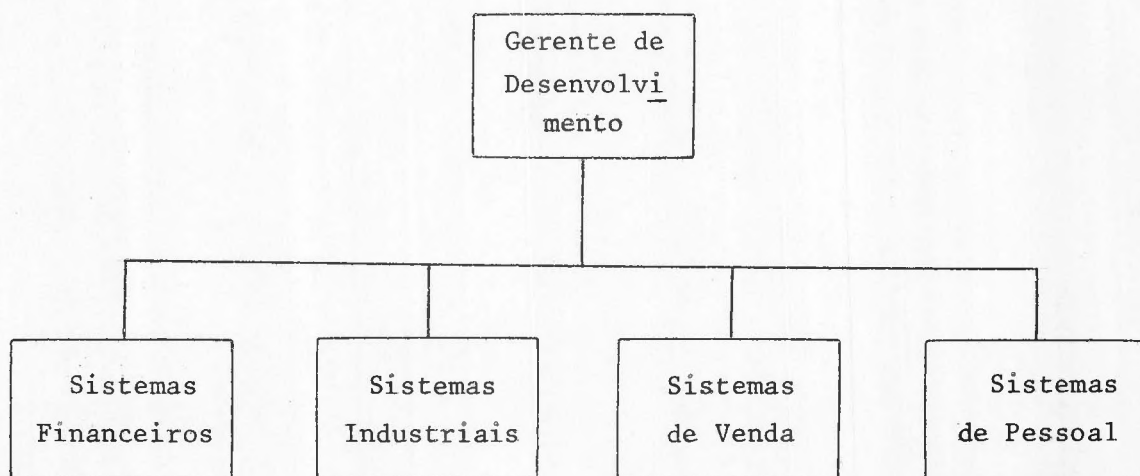 Gerente de
Desenvolvi
mento
Sistemas
Financeiros
Sistemas
Industriais
Sistemas
de Venda
Sistemas
de Pessoal